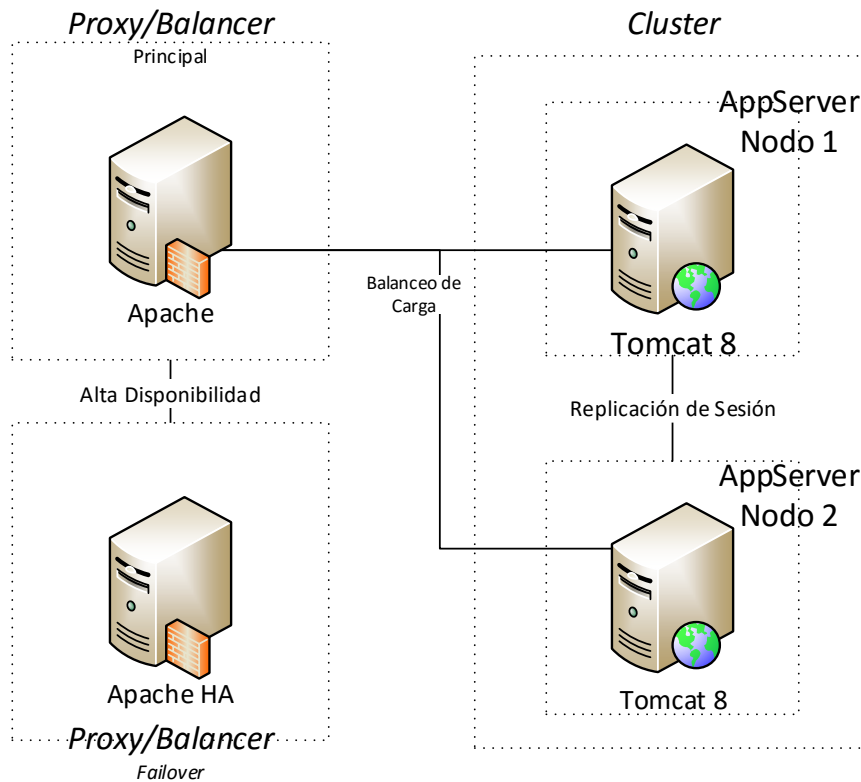 Proxy/Balancer
Principal
Apache
Alta Disponibilidad
Apache HA
Proxy/Balancer
Failover
Balanceo de
Carga
Cluster
AppServer
Nodo 1
Tomcat 8
Replicación de Sesión
AppServer
Nodo 2
Tomcat 8